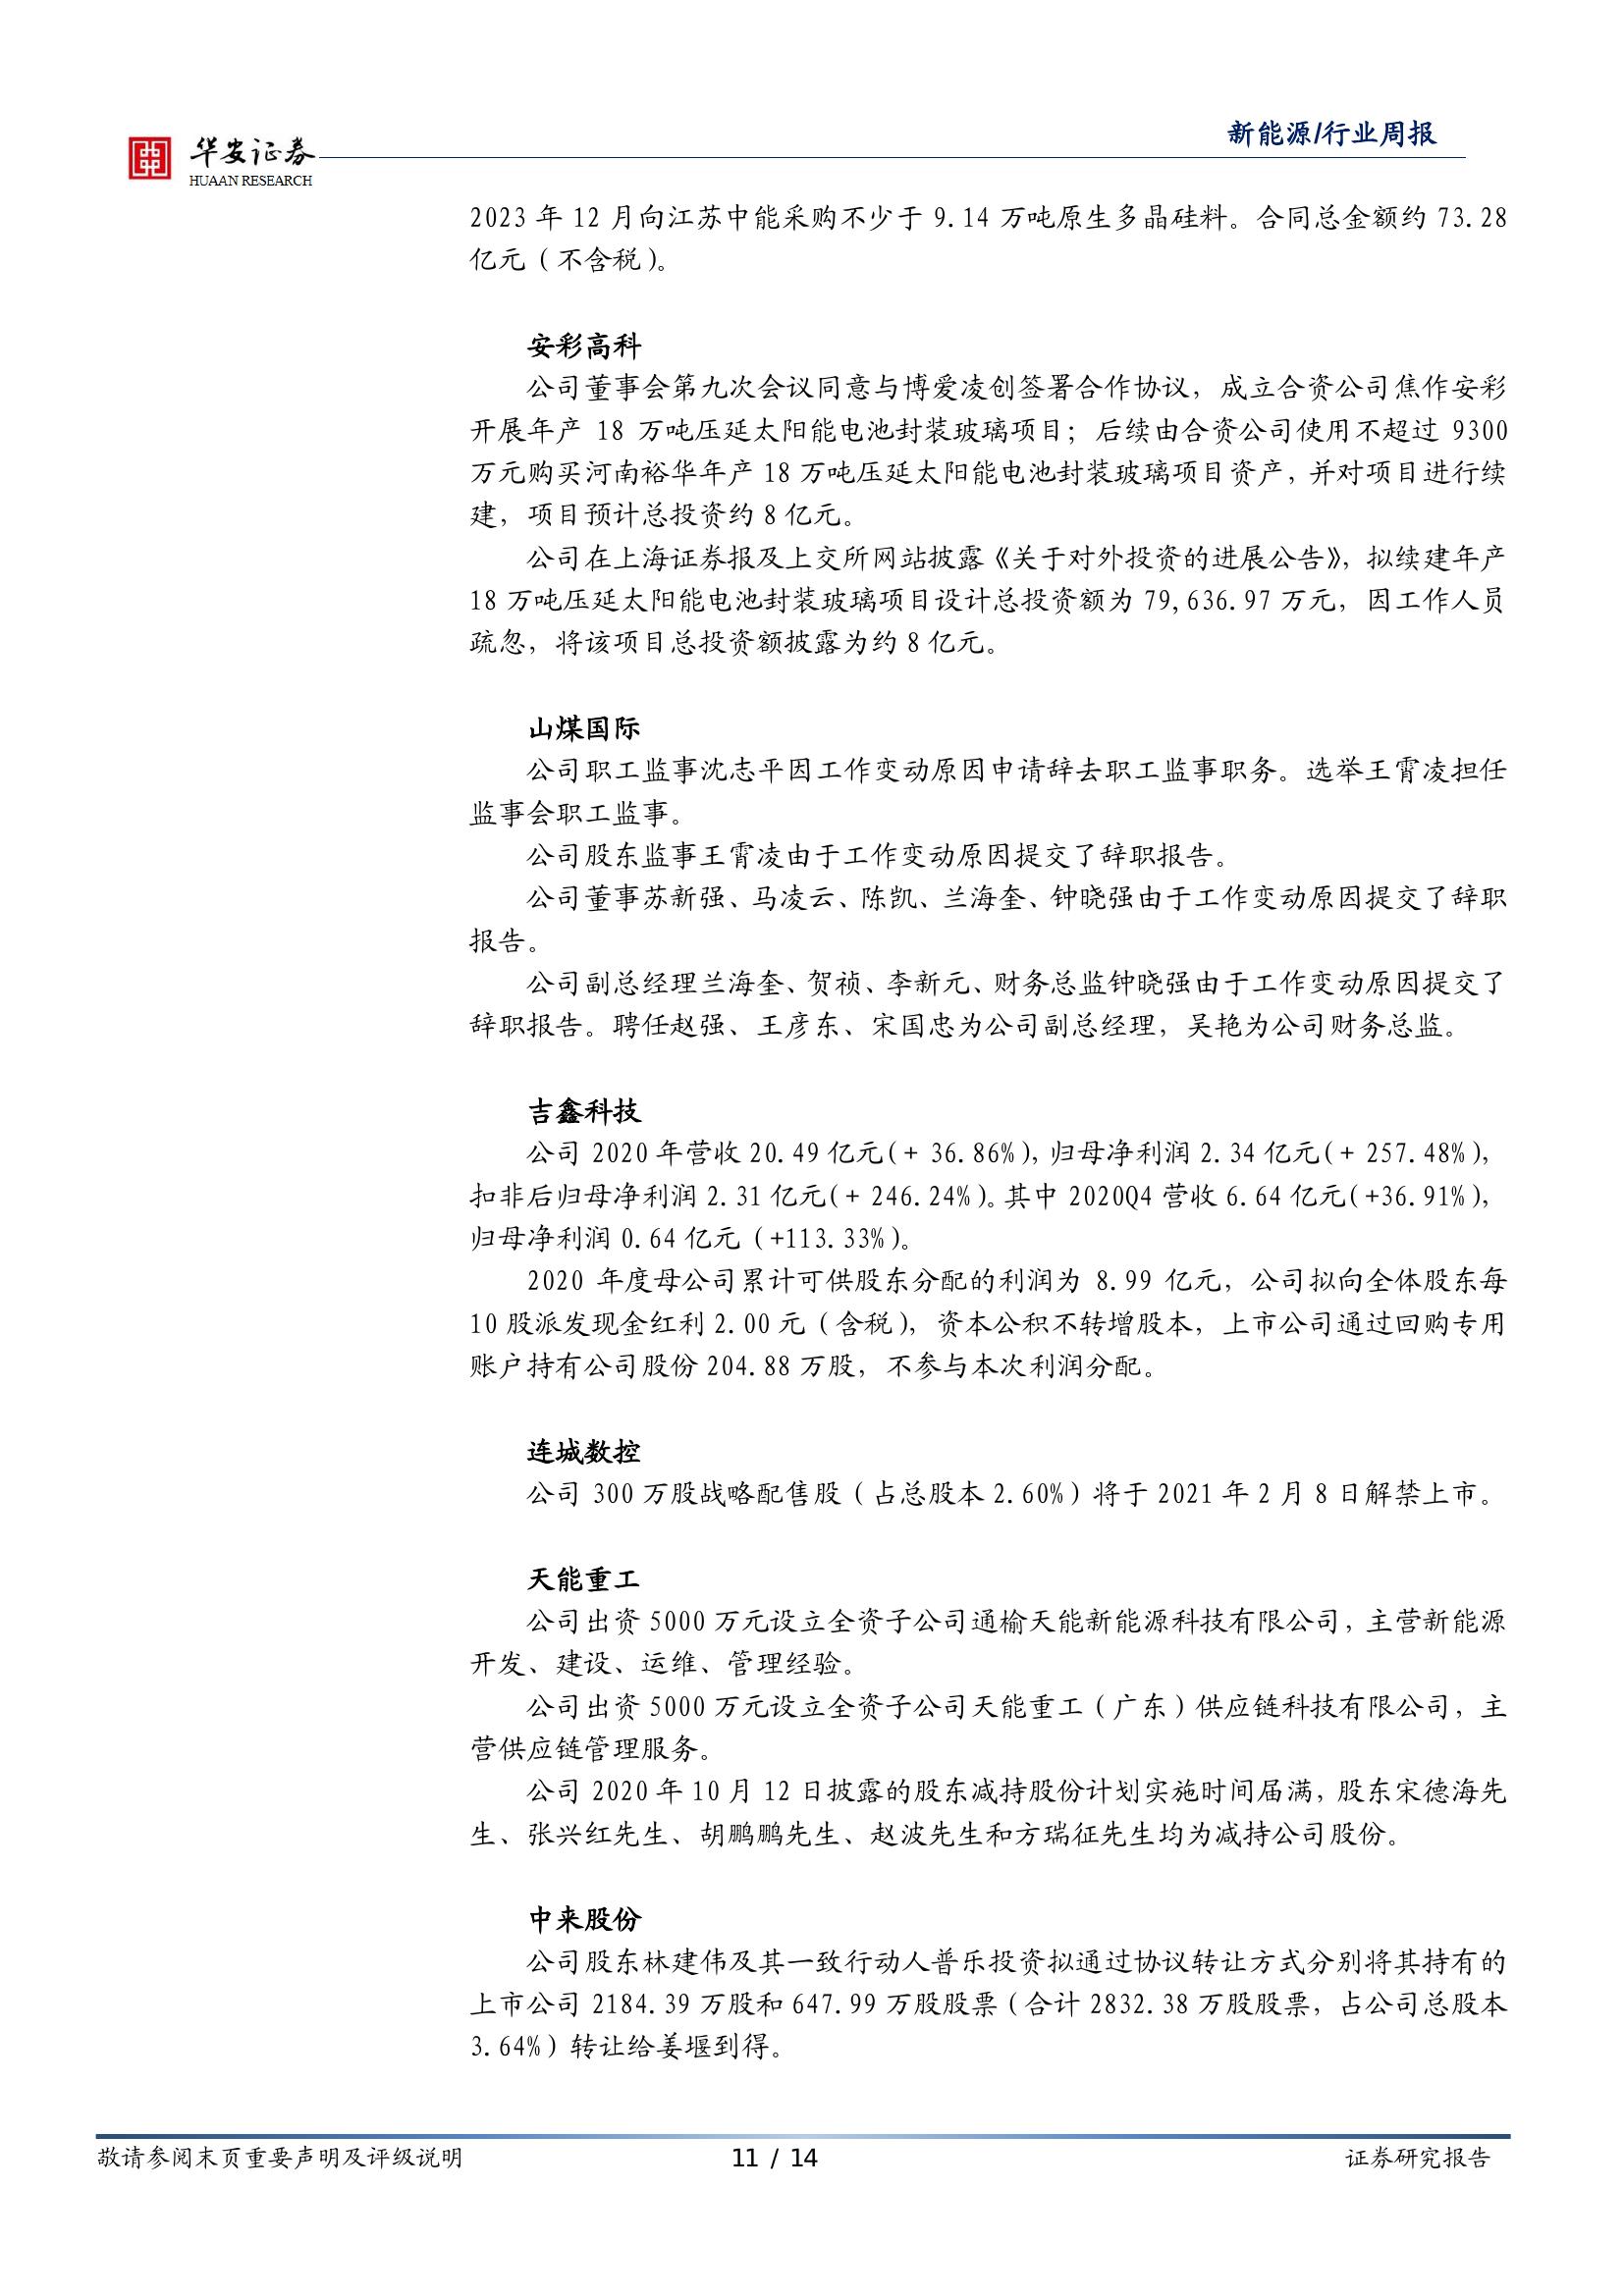 华安证券
HUAAN RESEARCH
新能源/行业周报
2023 年 12 月向江苏中能采购不少于 9.14 万吨原生多晶硅料。合同总金额约 73.28
亿元（不含税）。
安彩高科
公司董事会第九次会议同意与博爱凌创签署合作协议，成立合资公司焦作安彩
开展年产 18 万吨压延太阳能电池封装玻璃项目；后续由合资公司使用不超过 9300
万元购买河南裕华年产 18 万吨压延太阳能电池封装玻璃项目资产，并对项目进行续
建，项目预计总投资约 8 亿元。
公司在上海证券报及上交所网站披露《关于对外投资的进展公告》，拟续建年产
18 万吨压延太阳能电池封装玻璃项目设计总投资额为 79,636.97 万元，因工作人员
疏忽，将该项目总投资额披露为约 8 亿元。
山煤国际
公司职工监事沈志平因工作变动原因申请辞去职工监事职务。选举王霄凌担任
监事会职工监事。
公司股东监事王霄凌由于工作变动原因提交了辞职报告。
公司董事苏新强、马凌云、陈凯、兰海奎、钟晓强由于工作变动原因提交了辞职
报告。
公司副总经理兰海奎、贺祯、李新元、财务总监钟晓强由于工作变动原因提交了
辞职报告。聘任赵强、王彦东、宋国忠为公司副总经理，吴艳为公司财务总监。
吉鑫科技
公司 2020 年营收 20.49 亿元(+ 36.86%)，归母净利润 2.34 亿元(+ 257.48%)，
扣非后归母净利润 2.31 亿元(+ 246.24%)。其中 2020Q4 营收 6.64 亿元(+36.91%)，
归母净利润 0.64 亿元（+113.33%）。
2020 年度母公司累计可供股东分配的利润为 8.99 亿元，公司拟向全体股东每
10 股派发现金红利 2.00 元（含税），资本公积不转增股本，上市公司通过回购专用
账户持有公司股份 204.88 万股，不参与本次利润分配。
连城数控
公司 300 万股战略配售股（占总股本 2.60%）将于 2021 年 2 月 8 日解禁上市。
天能重工
公司出资 5000 万元设立全资子公司通榆天能新能源科技有限公司，主营新能源
开发、建设、运维、管理经验。
公司出资 5000 万元设立全资子公司天能重工（广东）供应链科技有限公司，主
营供应链管理服务。
公司 2020 年 10 月 12 日披露的股东减持股份计划实施时间届满，股东宋德海先
生、张兴红先生、胡鹏鹏先生、赵波先生和方瑞征先生均为减持公司股份。
中来股份
公司股东林建伟及其一致行动人普乐投资拟通过协议转让方式分别将其持有的
上市公司 2184.39 万股和 647.99 万股股票（合计 2832.38 万股股票，占公司总股本
3.64%）转让给姜堰到得。
敬请参阅末页重要声明及评级说明
11 / 14
证券研究报告